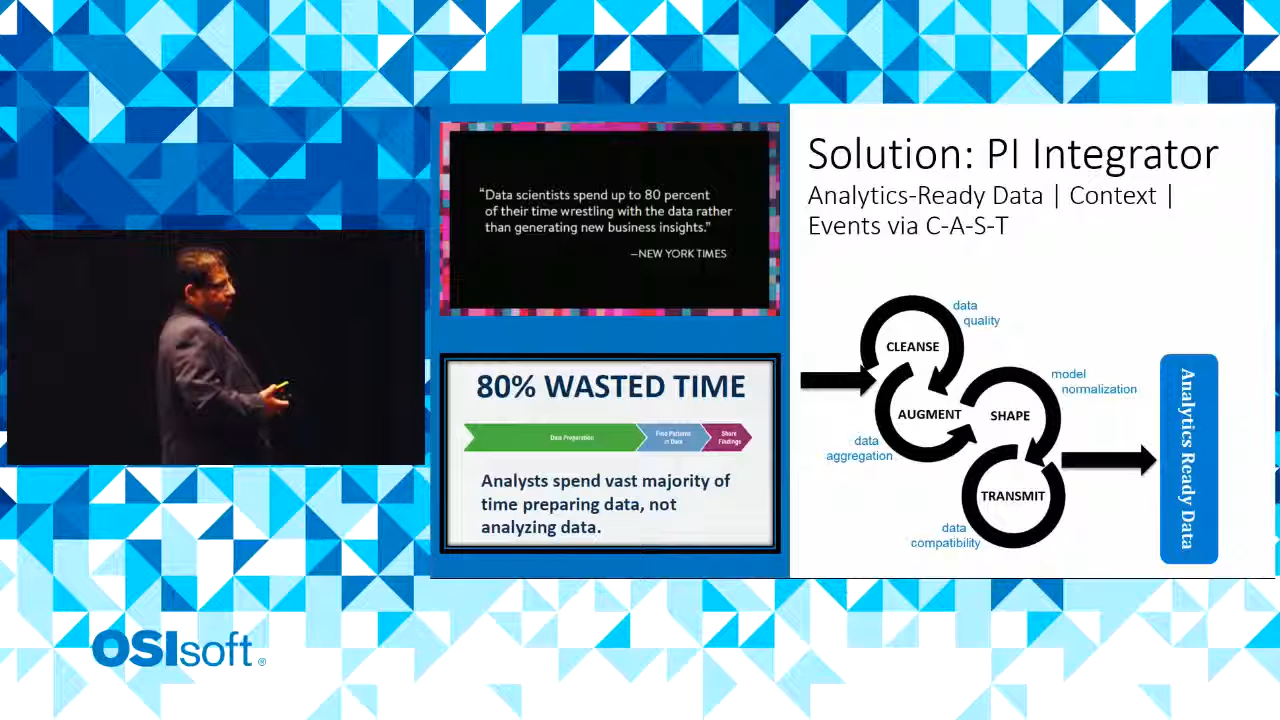 “Data scientists spend up to 80 percent
of their time wrestling with the data rather
than generating new business insights.”
—NEW YORK TIMES
80% WASTED TIME
Data Preparation
Find Patterns
in Data
Share
Findings
Analysts spend vast majority of
time preparing data, not
analyzing data.
Solution: PI Integrator
Analytics-Ready Data | Context |
Events via C-A-S-T
data
quality
CLEANSE
model
normalization
AUGMENT
SHAPE
data
aggregation
TRANSMIT
data
compatibility
Analytics Ready Data
OSIsoft®